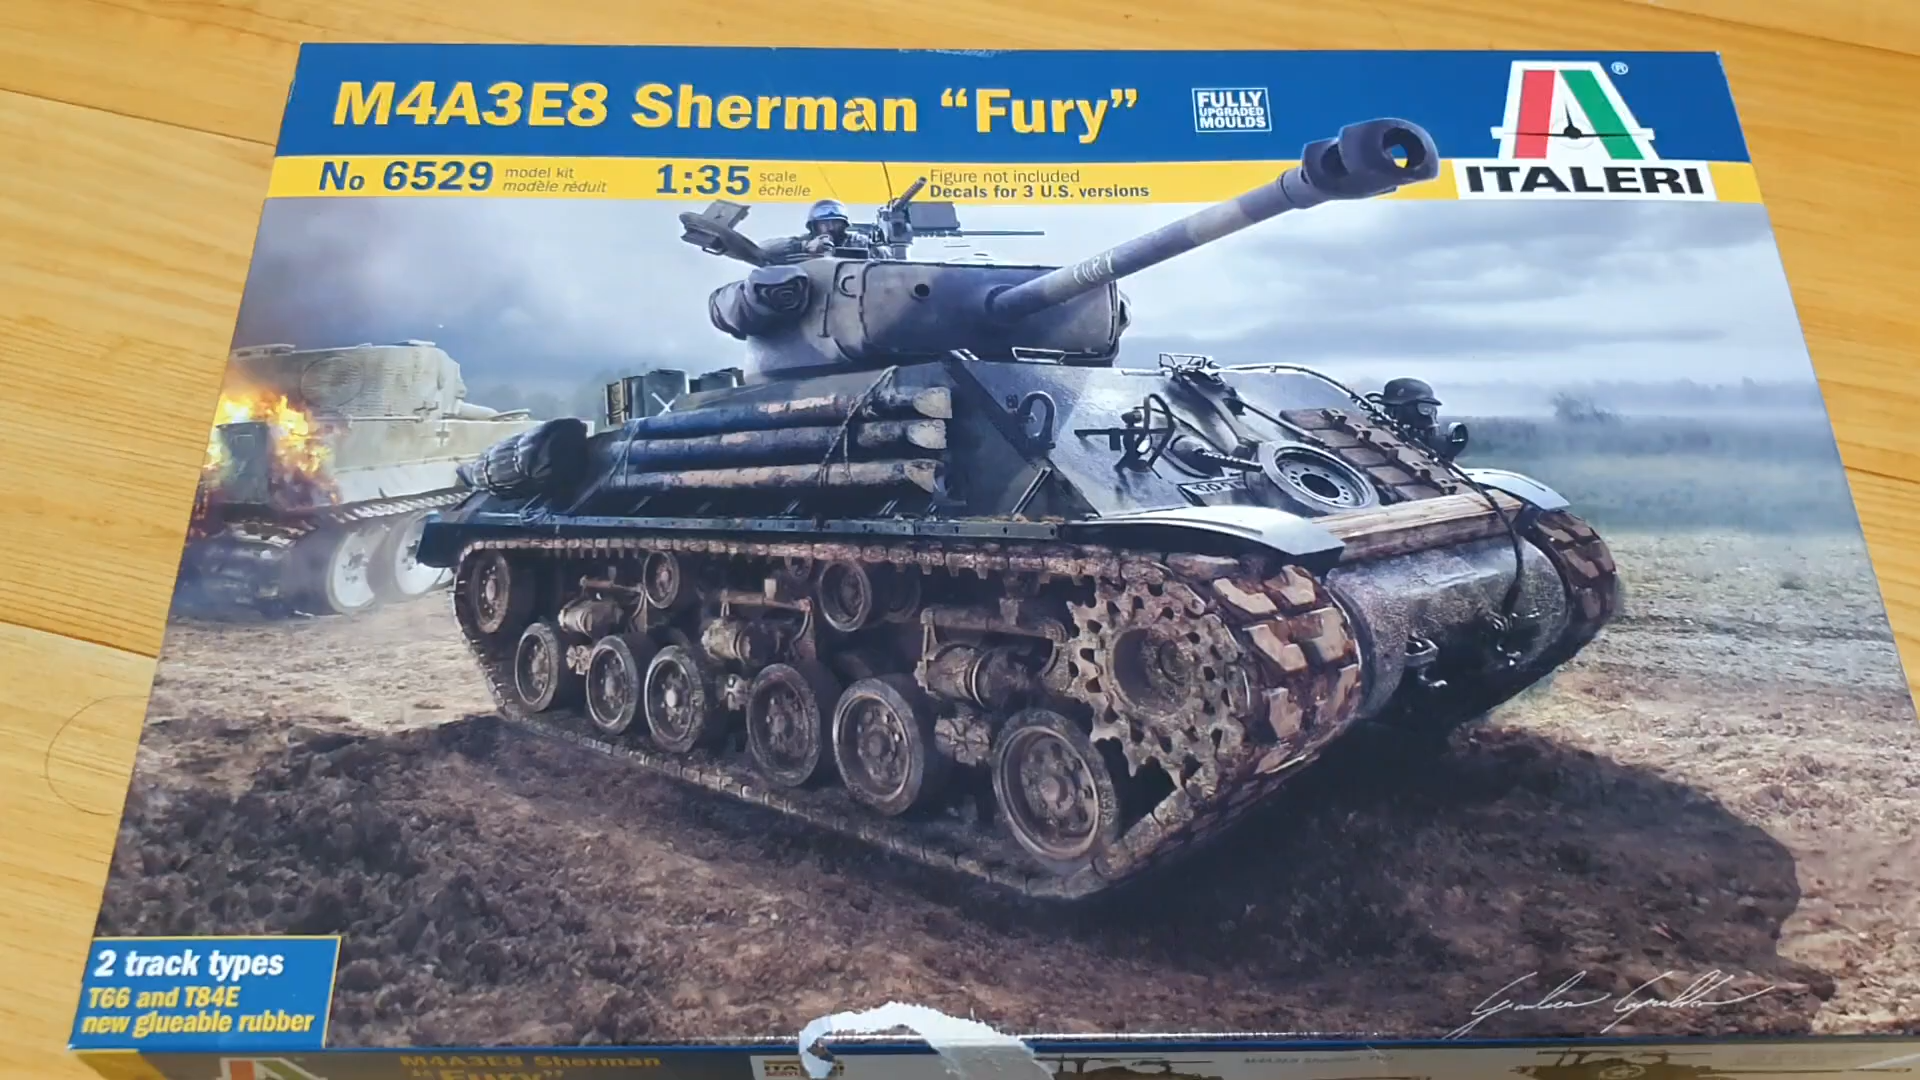 M4A3E8 Sherman “Fury”
FULLY
UPGRADED
MOULDS
®
ITALERI
No 6529
model kit
modèle réduit
1:35
scale
échelle
Figure not included
Decals for 3 U.S. versions
FURY
2 track types
T66 and T84E
new glueable rubber
M4A3E8 Sherman
“Fury”